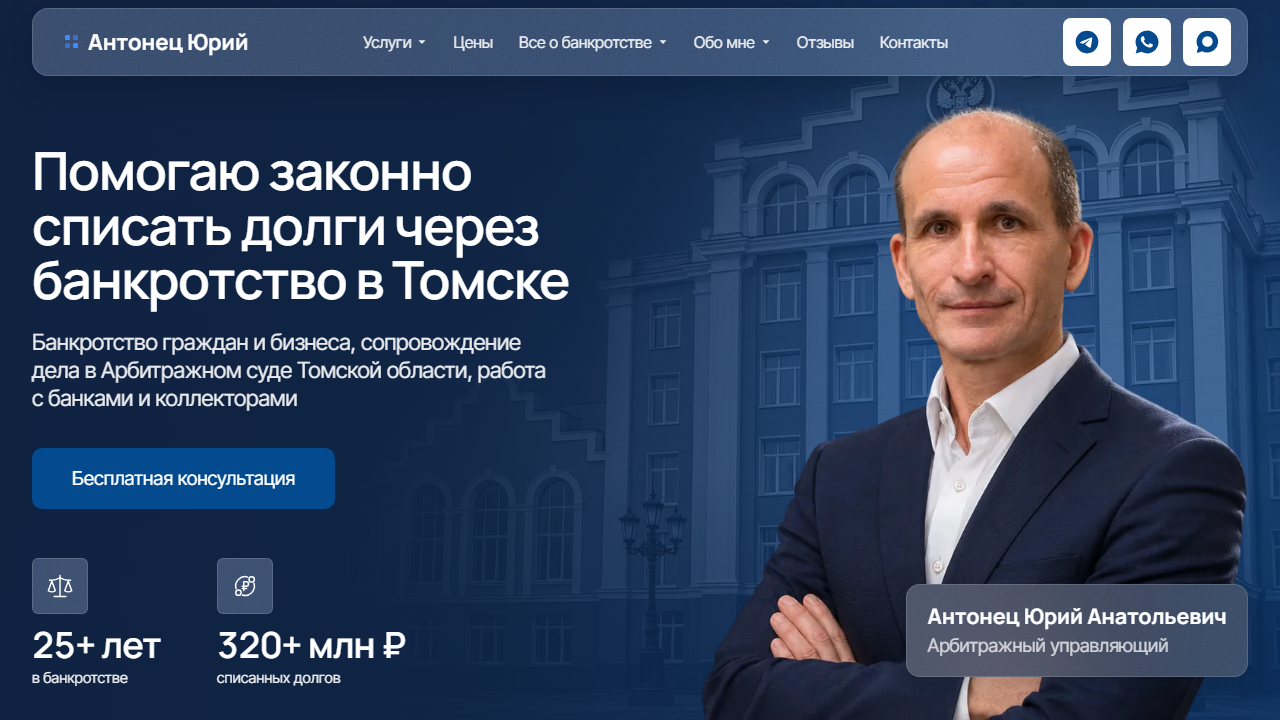 Антонец Юрий
Услуги
Цены
Все о банкротстве
Обо мне
Отзывы
Контакты
Помогаю законно
списать долги через
банкротство в Томске
Банкротство граждан и бизнеса, сопровождение
дела в Арбитражном суде Томской области, работа
с банками и коллекторами
Бесплатная консультация
25+ лет
в банкротстве
320+ млн ₽
списанных долгов
Антонец Юрий Анатольевич
Арбитражный управляющий